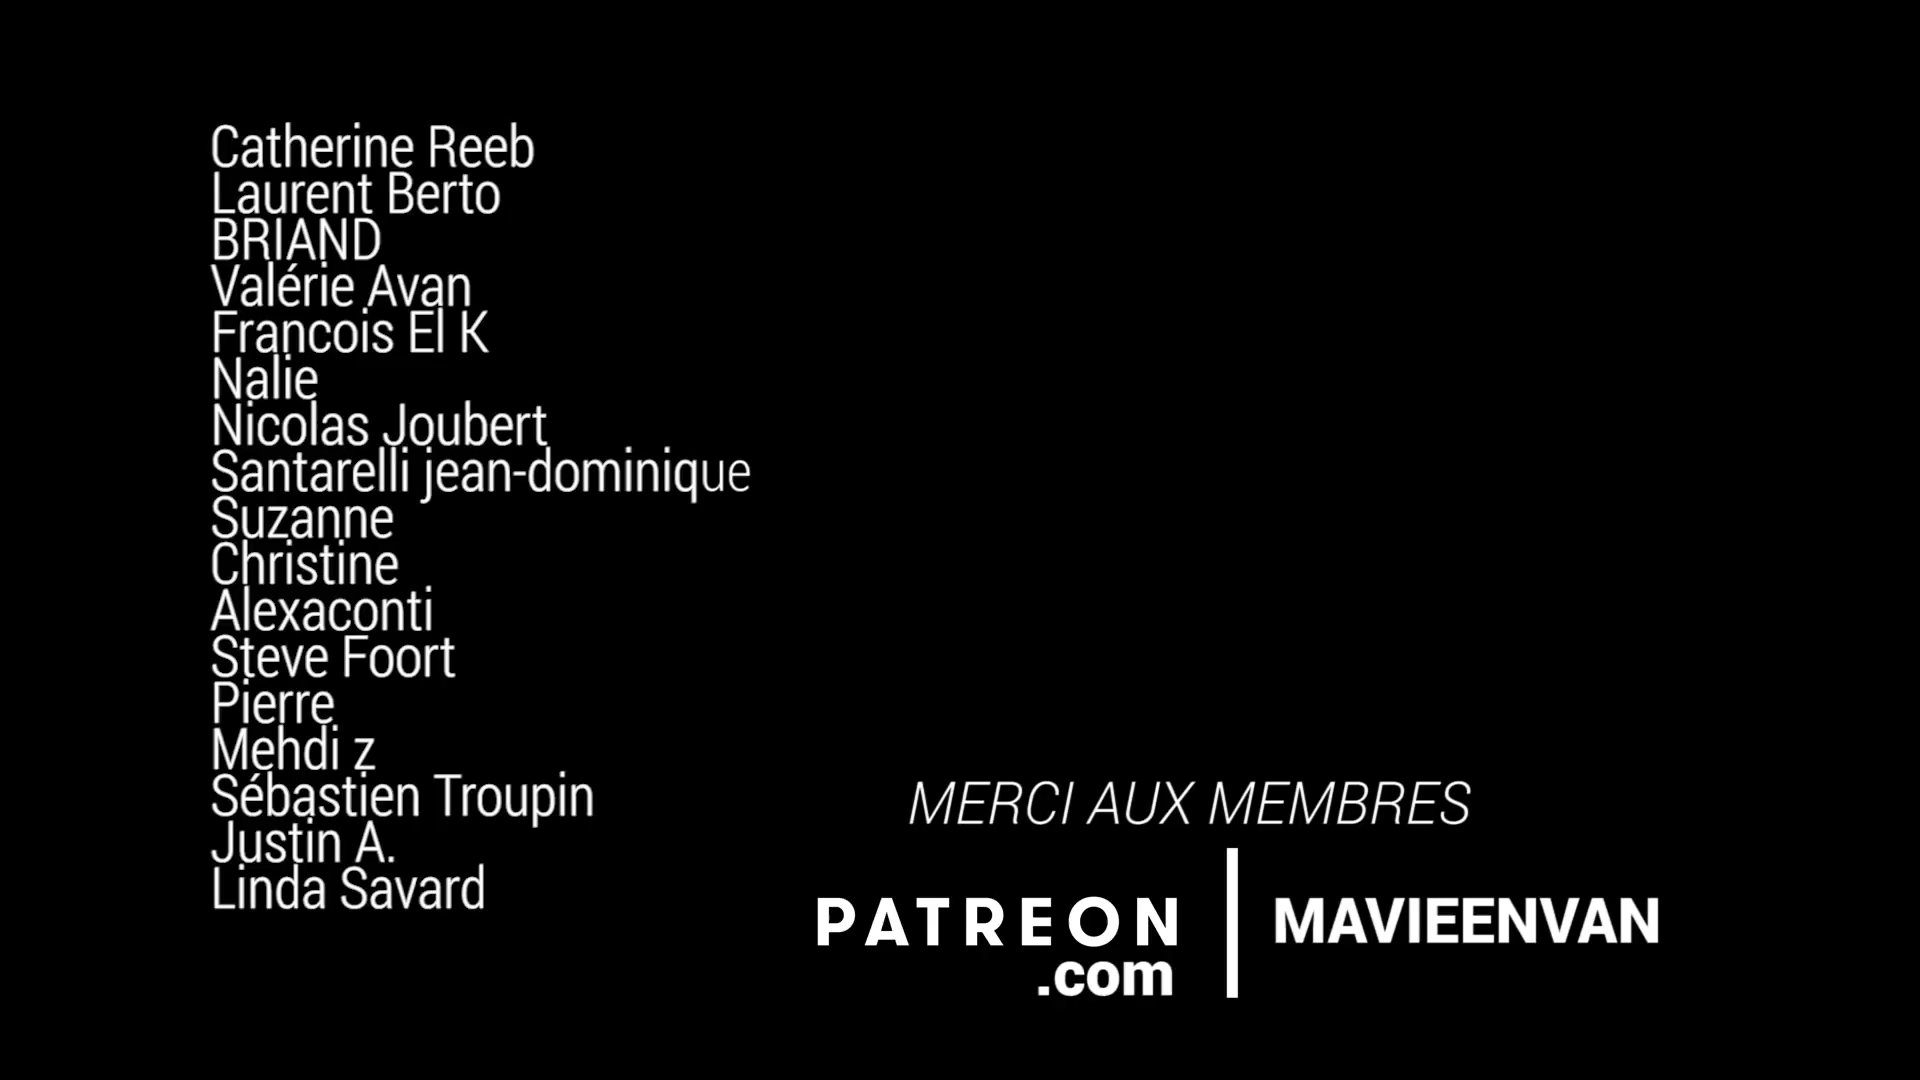 Catherine Reeb
Laurent Berto
BRIAND
Valérie Avan
Francois El K
Nalie
Nicolas Joubert
Santarelli jean-dominique
Suzanne
Christine
Alexaconti
Steve Foort
Pierre
Mehdi z
Sébastien Troupin
Justin A.
Linda Savard
MERCI AUX MEMBRES
PATREON
.com
MAVIEENVAN